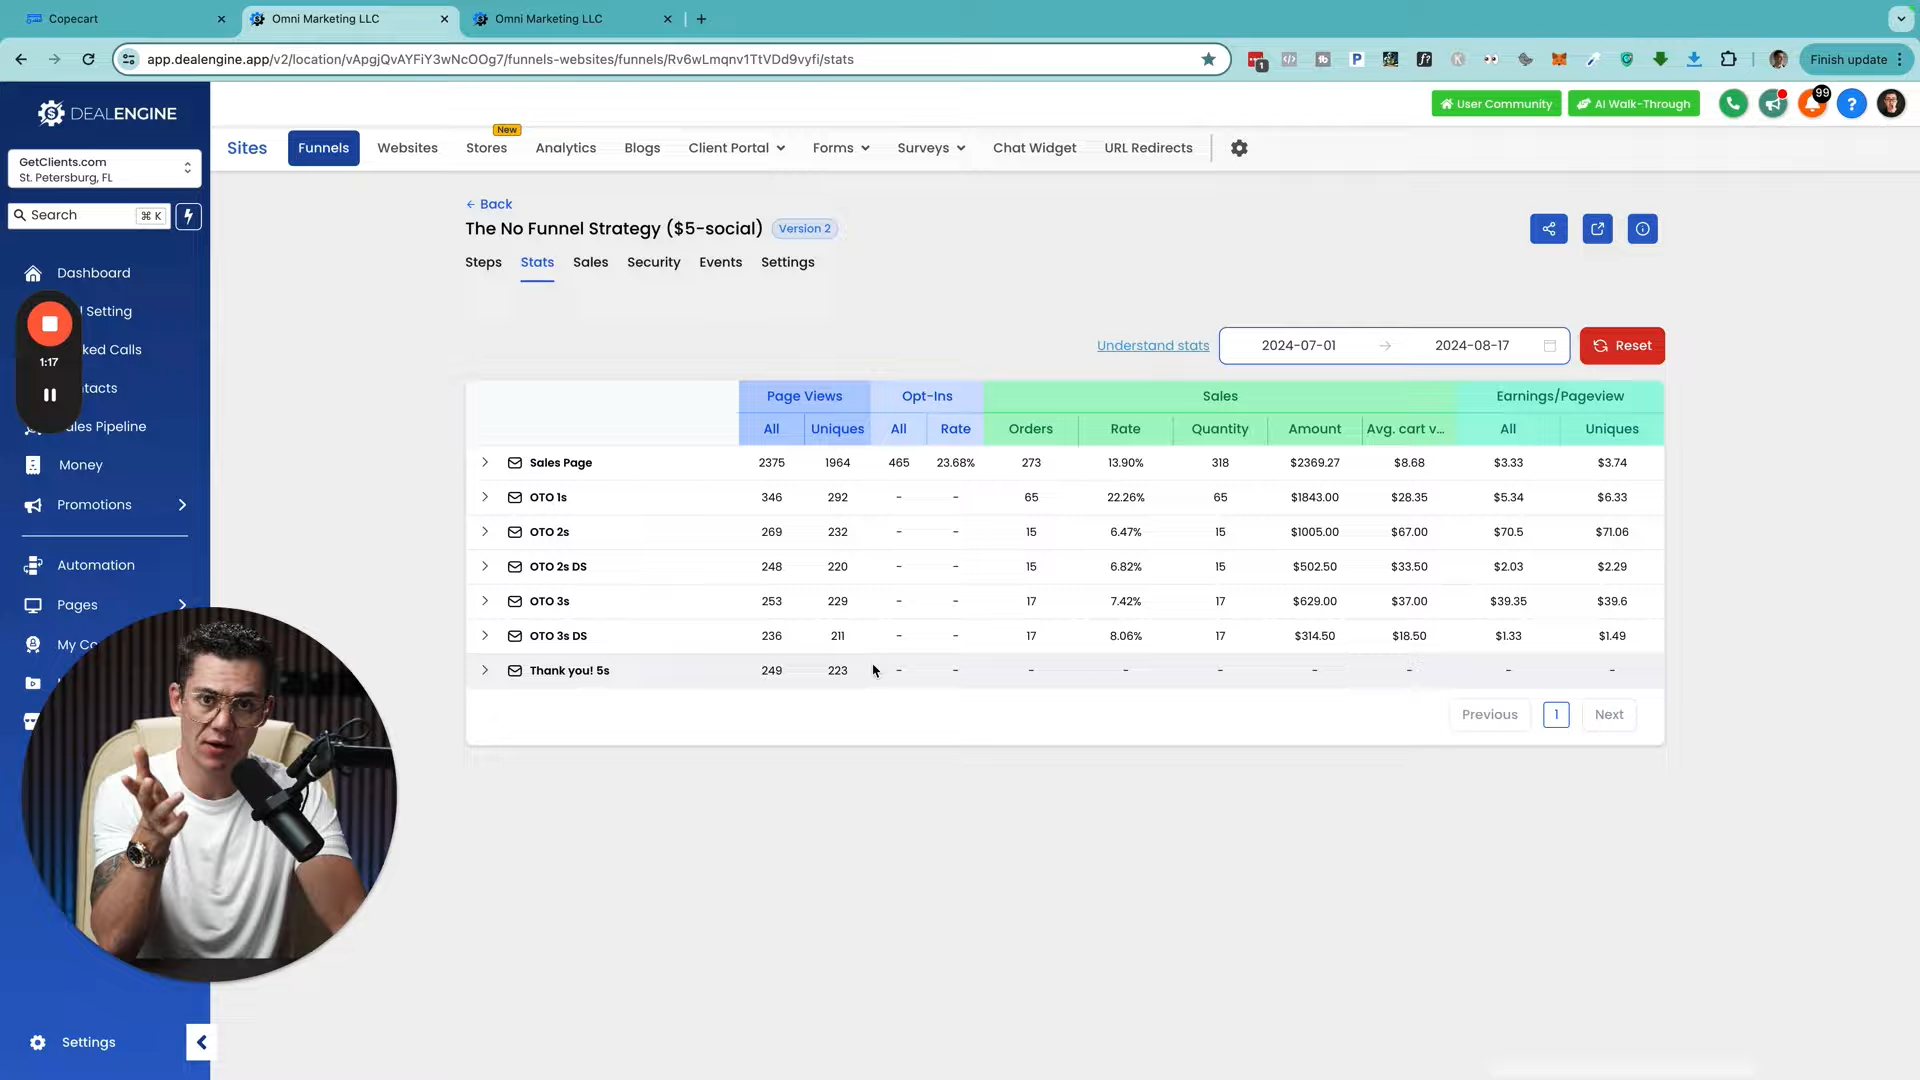 Copecart
Omni Marketing LLC
Omni Marketing LLC
app.dealengine.app/v2/location/vApgjQvAYFiY3wNcOOg7/funnels-websites/funnels/Rv6wLmqnv1TtVDd9vyfi/stats
1
Finish update
DEALENGINE
User Community
AI Walk-Through
99
GetClients.com
St. Petersburg, FL
Search
⌘ K
Sites
Funnels
Websites
New
Stores
Analytics
Blogs
Client Portal
Forms
Surveys
Chat Widget
URL Redirects
Dashboard
Setting
ked Calls
tacts
ales Pipeline
Money
Promotions
Automation
Pages
My Co
Settings
1:17
← Back
The No Funnel Strategy ($5-social) Version 2
Steps Stats Sales Security Events Settings
Understand stats 2024-07-01 → 2024-08-17 Reset
Page Views Opt-Ins Sales Earnings/Pageview
All Uniques All Rate Orders Rate Quantity Amount Avg. cart v... All Uniques
Sales Page 2375 1964 465 23.68% 273 13.90% 318 $2369.27 $8.68 $3.33 $3.74
OTO 1s 346 292 - - 65 22.26% 65 $1843.00 $28.35 $5.34 $6.33
OTO 2s 269 232 - - 15 6.47% 15 $1005.00 $67.00 $70.5 $71.06
OTO 2s DS 248 220 - - 15 6.82% 15 $502.50 $33.50 $2.03 $2.29
OTO 3s 253 229 - - 17 7.42% 17 $629.00 $37.00 $39.35 $39.6
OTO 3s DS 236 211 - - 17 8.06% 17 $314.50 $18.50 $1.33 $1.49
Thank you! 5s 249 223 - - - - - - - - -
Previous 1 Next